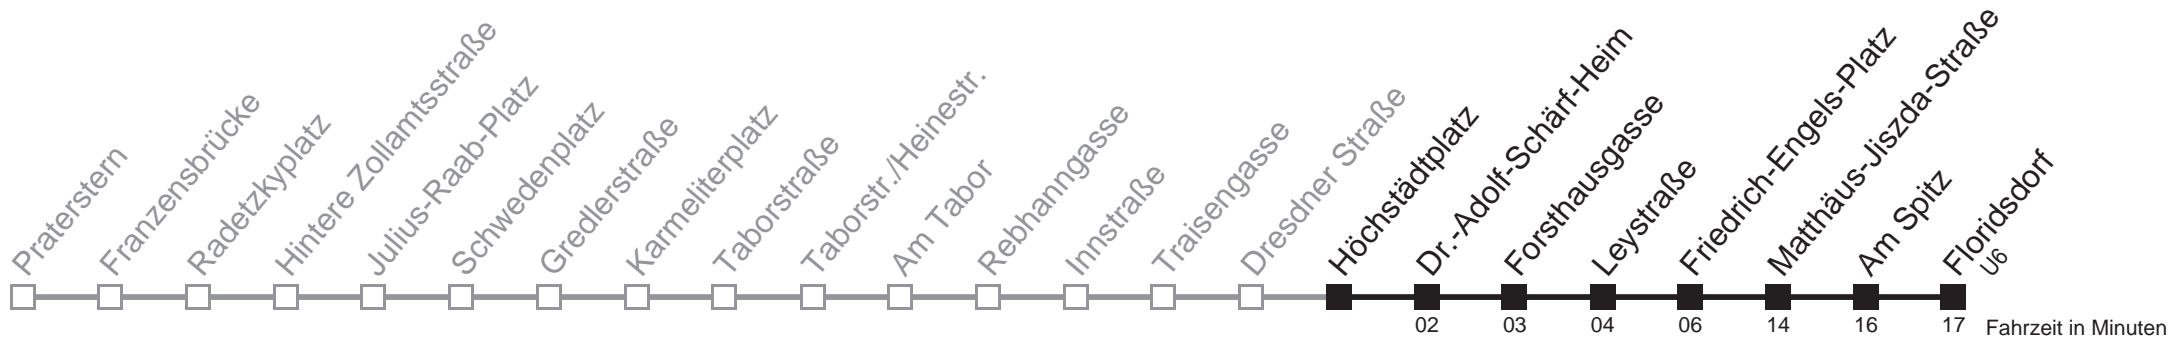 Praterstern
Franzensbrücke
Radetzkyplatz
Hintere Zollamtsstraße
Julius-Raab-Platz
Schwedenplatz
Gredlerstraße
Karmeliterplatz
Taborstraße
Taborstr./Heinestr.
Am Tabor
Rebhanngasse
Innstraße
Traisengasse
Dresdner Straße
Höchstädtplatz
Dr.-Adolf-Schärf-Heim
Forsthausgasse
Leystraße
Friedrich-Engels-Platz
Matthäus-Jiszda-Straße
Am Spitz
Floridsdorf
U6
02 03 04 06 14 16 17 Fahrzeit in Minuten